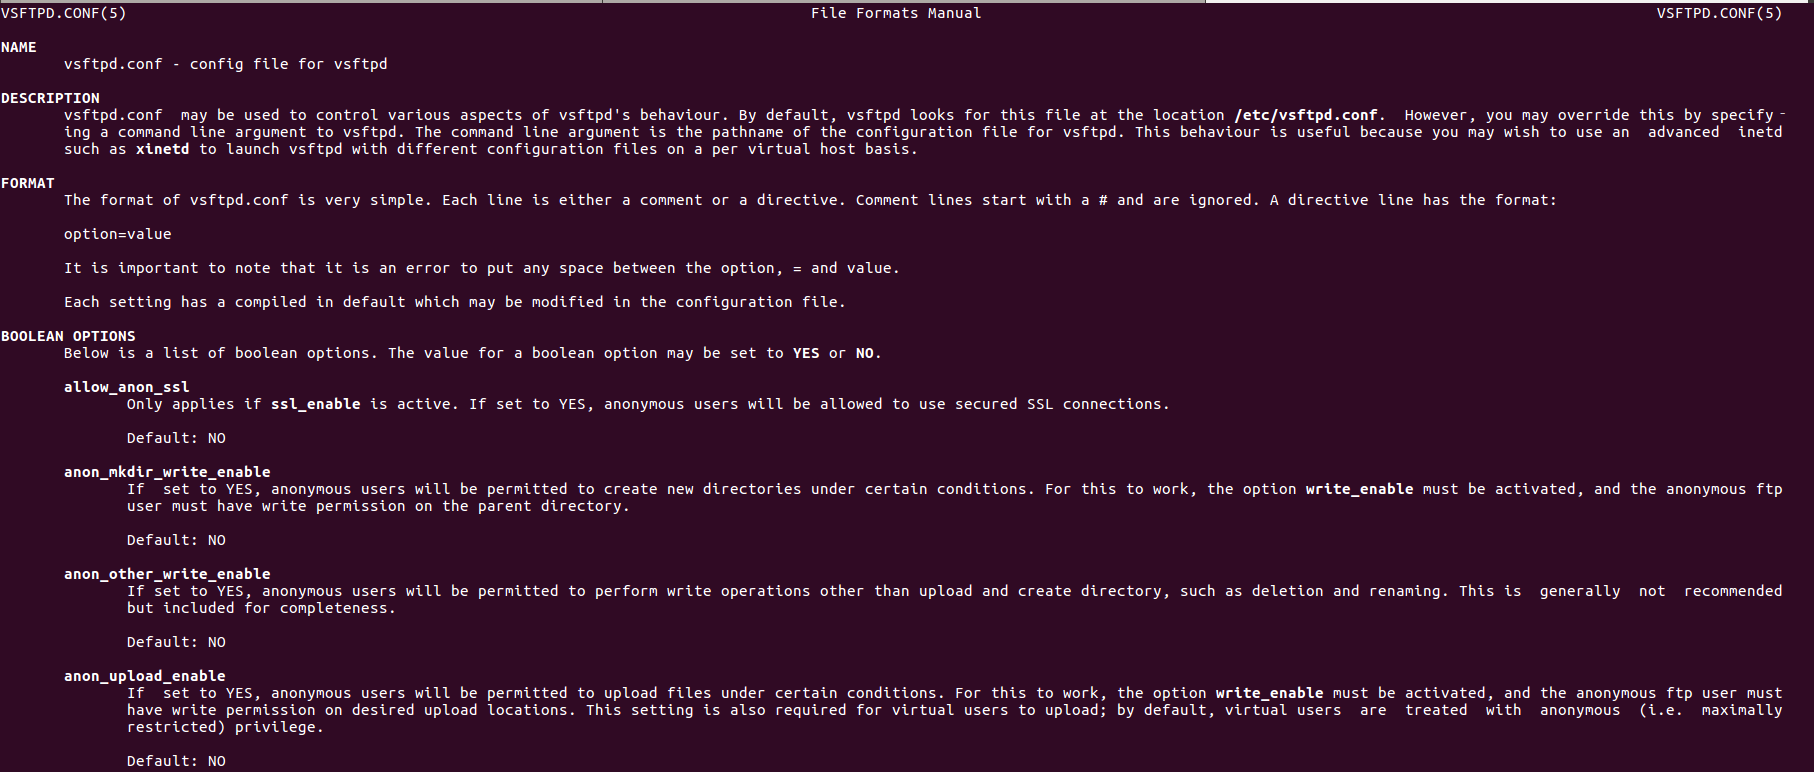 VSFTPD.CONF(5) File Formats Manual VSFTPD.CONF(5)
NAME
vsftpd.conf - config file for vsftpd
DESCRIPTION
vsftpd.conf  may be used to control various aspects of vsftpd's behaviour. By default, vsftpd looks for this file at the location /etc/vsftpd.conf.  However, you may override this by specify‐
ing a command line argument to vsftpd. The command line argument is the pathname of the configuration file for vsftpd. This behaviour is useful because you may wish to use an  advanced  inetd
such as xinetd to launch vsftpd with different configuration files on a per virtual host basis.
FORMAT
The format of vsftpd.conf is very simple. Each line is either a comment or a directive. Comment lines start with a # and are ignored. A directive line has the format:
option=value
It is important to note that it is an error to put any space between the option, = and value.
Each setting has a compiled in default which may be modified in the configuration file.
BOOLEAN OPTIONS
Below is a list of boolean options. The value for a boolean option may be set to YES or NO.
allow_anon_ssl
Only applies if ssl_enable is active. If set to YES, anonymous users will be allowed to use secured SSL connections.
Default: NO
anon_mkdir_write_enable
If  set to YES, anonymous users will be permitted to create new directories under certain conditions. For this to work, the option write_enable must be activated, and the anonymous ftp
user must have write permission on the parent directory.
Default: NO
anon_other_write_enable
If set to YES, anonymous users will be permitted to perform write operations other than upload and create directory, such as deletion and renaming. This is  generally  not  recommended
but included for completeness.
Default: NO
anon_upload_enable
If  set to YES, anonymous users will be permitted to upload files under certain conditions. For this to work, the option write_enable must be activated, and the anonymous ftp user must
have write permission on desired upload locations. This setting is also required for virtual users to upload; by default, virtual users  are  treated  with  anonymous  (i.e.  maximally
restricted) privilege.
Default: NO